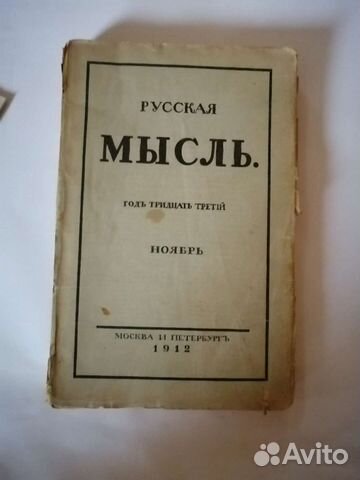 РУССКАЯ
МЫСЛЬ.
ГОДЪ ТРИДЦАТЬ ТРЕТІЙ
НОЯБРЬ
МОСКВА И ПЕТЕРБУРГЪ
1912
Avito